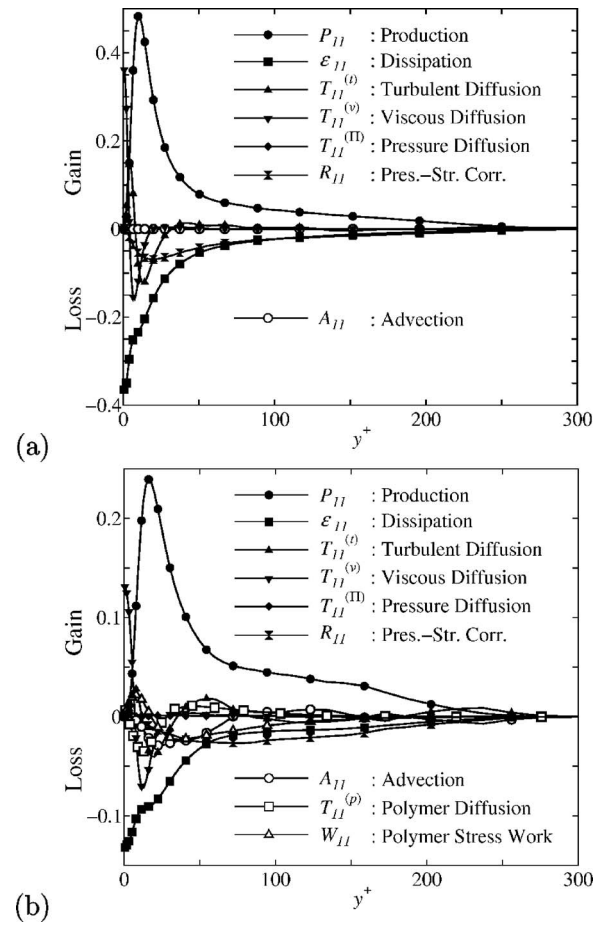 0.4
0.2
0
-0.2
-0.4
Gain
Loss
P11 : Production
ε11 : Dissipation
T11(t) : Turbulent Diffusion
T11(v) : Viscous Diffusion
T11(Π) : Pressure Diffusion
R11 : Pres.-Str. Corr.
A11 : Advection
0 100 200 300
y+
(a)
0.2
0.1
0
-0.1
Gain
Loss
P11 : Production
ε11 : Dissipation
T11(t) : Turbulent Diffusion
T11(v) : Viscous Diffusion
T11(Π) : Pressure Diffusion
R11 : Pres.-Str. Corr.
A11 : Advection
T11(p) : Polymer Diffusion
W11 : Polymer Stress Work
0 100 200 300
y+
(b)